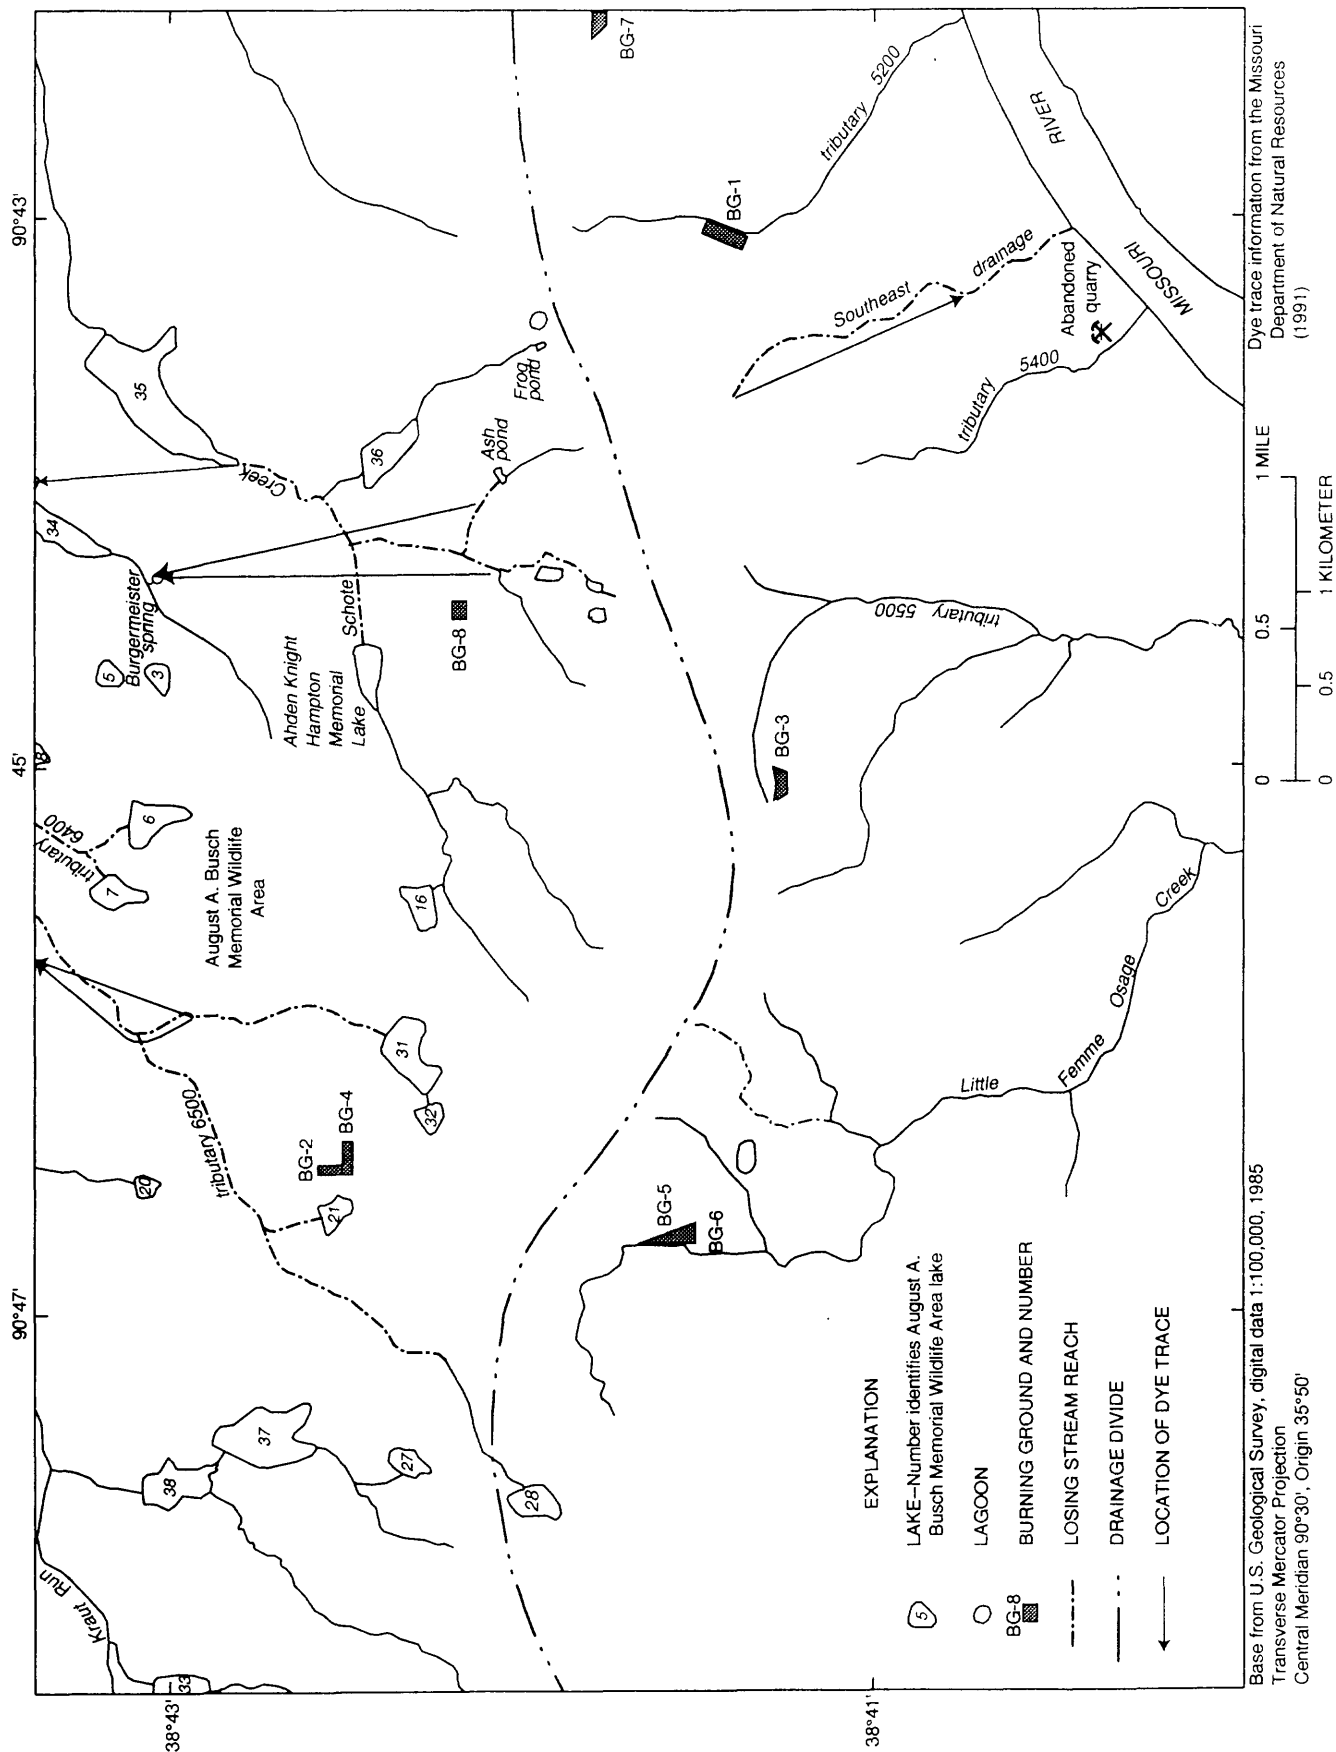 90°47'
45'
90°43'
38°43'
38°41'
Kraut Run
33
38
37
27
28
20
tributary 6500
21
BG-2
BG-4
32
31
tributary 6400
7
6
18
August A. Busch
Memorial Wildlife
Area
16
5
3
Burgermeister
spring
34
Ahden Knight
Hampton
Memorial
Lake
Schote
Creek
BG-8
35
36
Ash
pond
Frog
pond
BG-7
BG-1
tributary 5200
Southeast
drainage
Abandoned
quarry
tributary 5400
MISSOURI
RIVER
BG-3
tributary 5500
BG-5
BG-6
Little
Femme
Osage
Creek
EXPLANATION
5
LAKE--Number identifies August A.
Busch Memorial Wildlife Area lake
LAGOON
BG-8
BURNING GROUND AND NUMBER
LOSING STREAM REACH
DRAINAGE DIVIDE
LOCATION OF DYE TRACE
Base from U.S. Geological Survey, digital data 1:100,000, 1985
Transverse Mercator Projection
Central Meridian 90°30', Origin 35°50'
0 0.5 1 MILE
0 0.5 1 KILOMETER
Dye trace information from the Missouri
Department of Natural Resources
(1991)